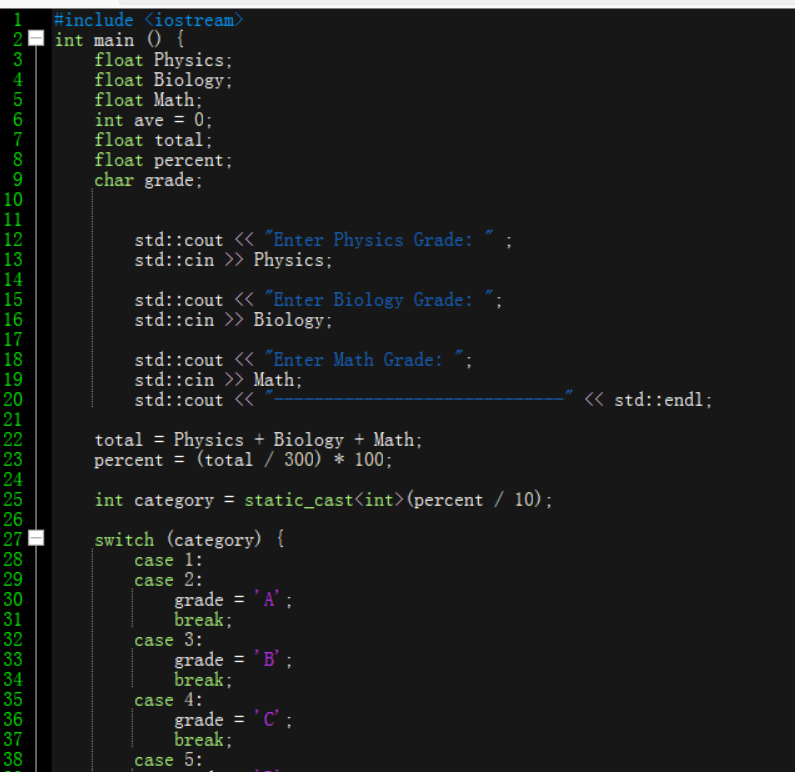 1 #include <iostream>
2 int main () {
3 float Physics;
4 float Biology;
5 float Math;
6 int ave = 0;
7 float total;
8 float percent;
9 char grade;
10
11
12 std::cout << "Enter Physics Grade: " ;
13 std::cin >> Physics;
14
15 std::cout << "Enter Biology Grade: ";
16 std::cin >> Biology;
17
18 std::cout << "Enter Math Grade: ";
19 std::cin >> Math;
20 std::cout << "-----------------------------" << std::endl;
21
22 total = Physics + Biology + Math;
23 percent = (total / 300) * 100;
24
25 int category = static_cast<int>(percent / 10);
26
27 switch (category) {
28 case 1:
29 case 2:
30 grade = 'A';
31 break;
32 case 3:
33 grade = 'B';
34 break;
35 case 4:
36 grade = 'C';
37 break;
38 case 5: